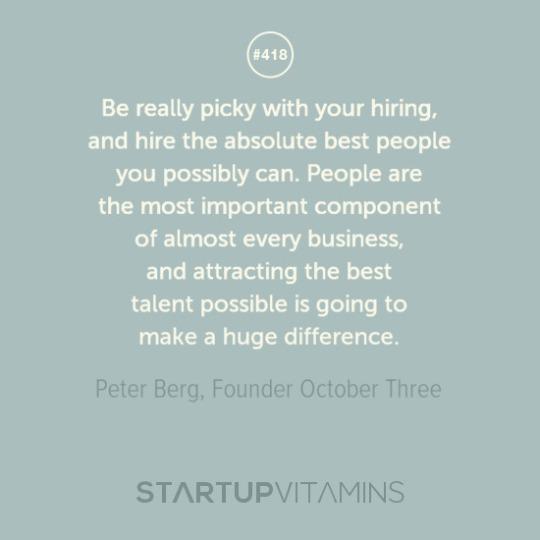 #418
Be really picky with your hiring,
and hire the absolute best people
you possibly can. People are
the most important component
of almost every business,
and attracting the best
talent possible is going to
make a huge difference.
Peter Berg, Founder October Three
STARTUPVITAMINS